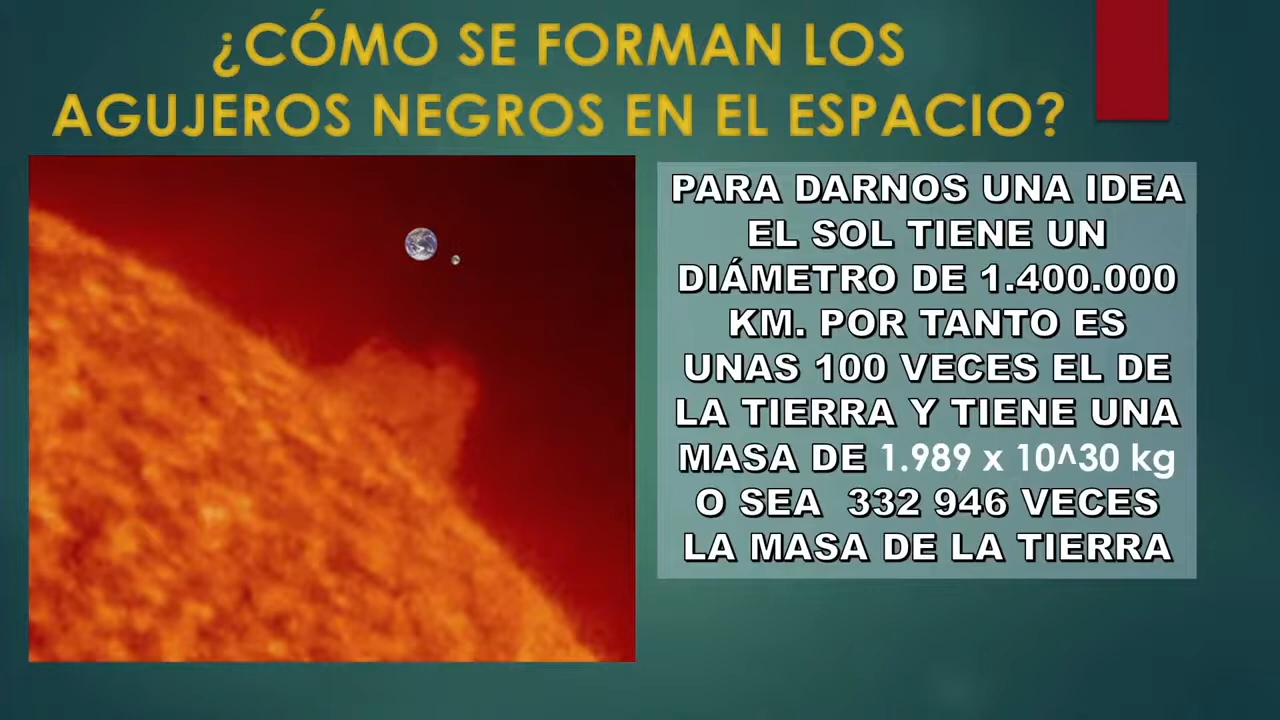 ¿CÓMO SE FORMAN LOS
AGUJEROS NEGROS EN EL ESPACIO?
PARA DARNOS UNA IDEA
EL SOL TIENE UN
DIÁMETRO DE 1.400.000
KM. POR TANTO ES
UNAS 100 VECES EL DE
LA TIERRA Y TIENE UNA
MASA DE 1.989 x 10^30 kg
O SEA  332 946 VECES
LA MASA DE LA TIERRA